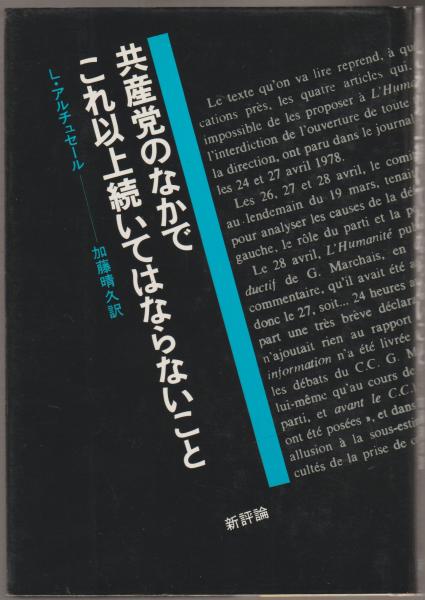 共産党のなかで
これ以上続いてはならないこと
L・アルチュセール――加藤晴久訳
Le texte qu'on va lire reprend, à qu
cations près, les quatre articles qui,
impossible de les proposer à L'Huma
l'interdiction de l'ouverture de toute
la direction, ont paru dans le journal
les 24 et 27 avril 1978.
Les 26, 27 et 28 avril, le comi
au lendemain du 19 mars, tenait
pour analyser les causes de la dé
gauche, le rôle du parti et la p
Le 28 avril, L'Humanité pu
ductif de G. Marchais, en
commentaire, qu'il avait été a
donc le 27, soit... 24 heures a
part une très brève déclara
n'ajoutait rien au rapport
information n'a été livrée
les débats du C.C. G. M
lui-même qu'au cours de
parti, et avant le C.C.
ont été posées », et dans
allusion à la sous-esti
cultés de la prise de c
新評論